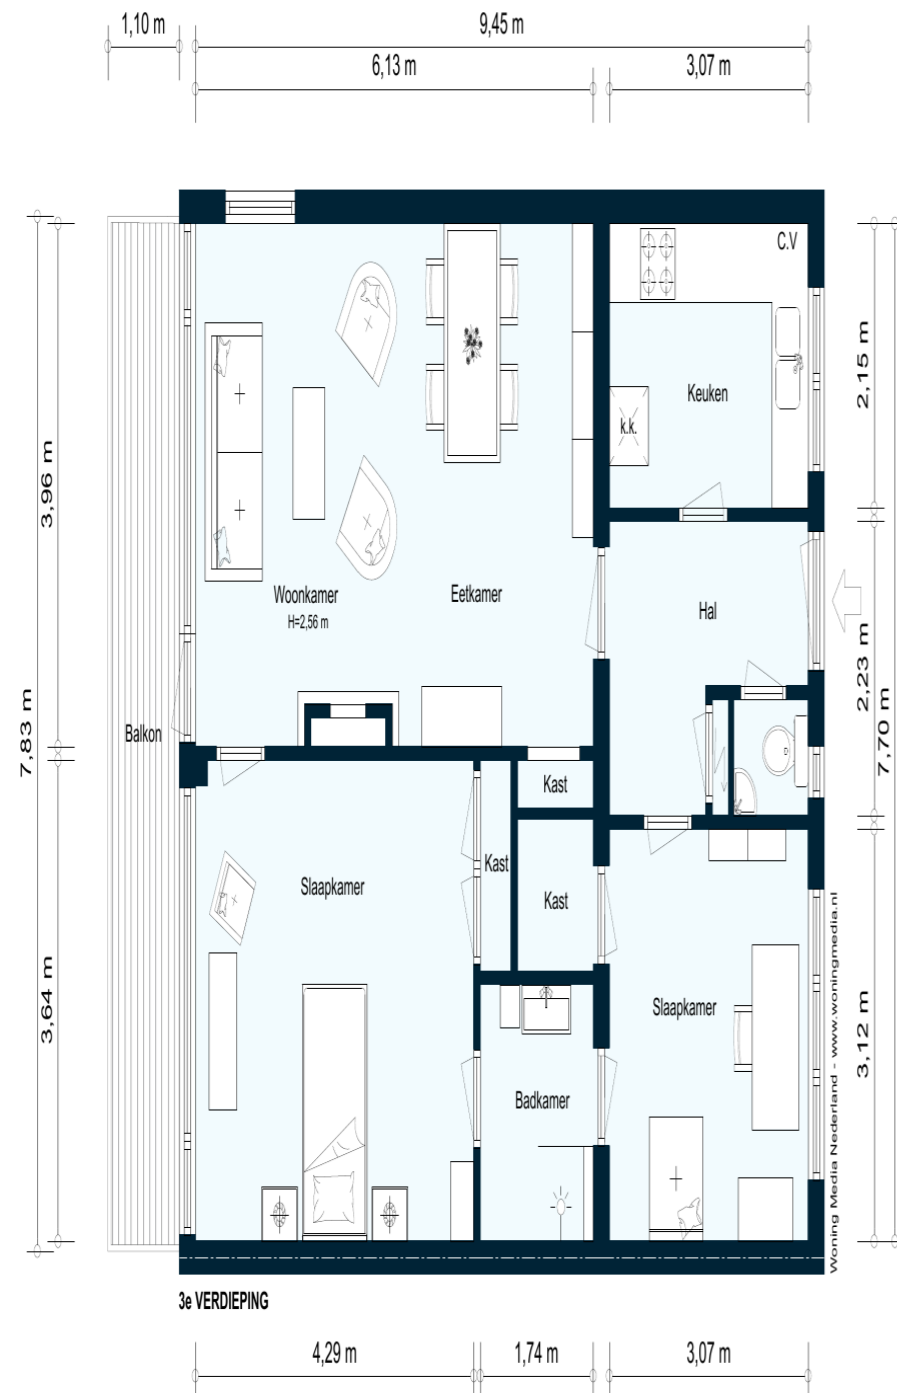 1,10 m
9,45 m
6,13 m
3,07 m
C.V
Keuken
k.k.
2,15 m
3,96 m
Woonkamer
H=2,56 m
Eetkamer
Hal
2,23 m
7,83 m
7,70 m
Balkon
Kast
Kast
Kast
Slaapkamer
Slaapkamer
3,64 m
3,12 m
Badkamer
Woning Media Nederland - www.woningmedia.nl
3e VERDIEPING
4,29 m
1,74 m
3,07 m